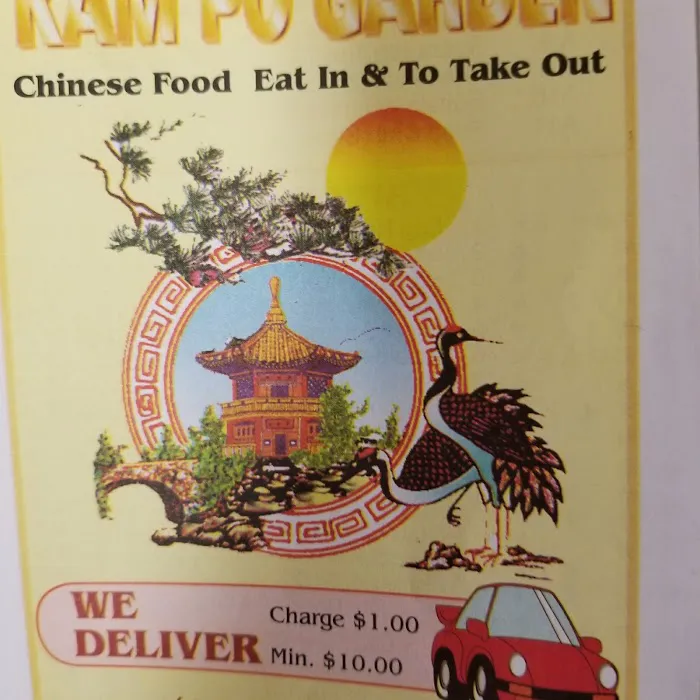 KAM PO GARDEN
Chinese Food Eat In & To Take Out
WE DELIVER
Charge $1.00
Min. $10.00